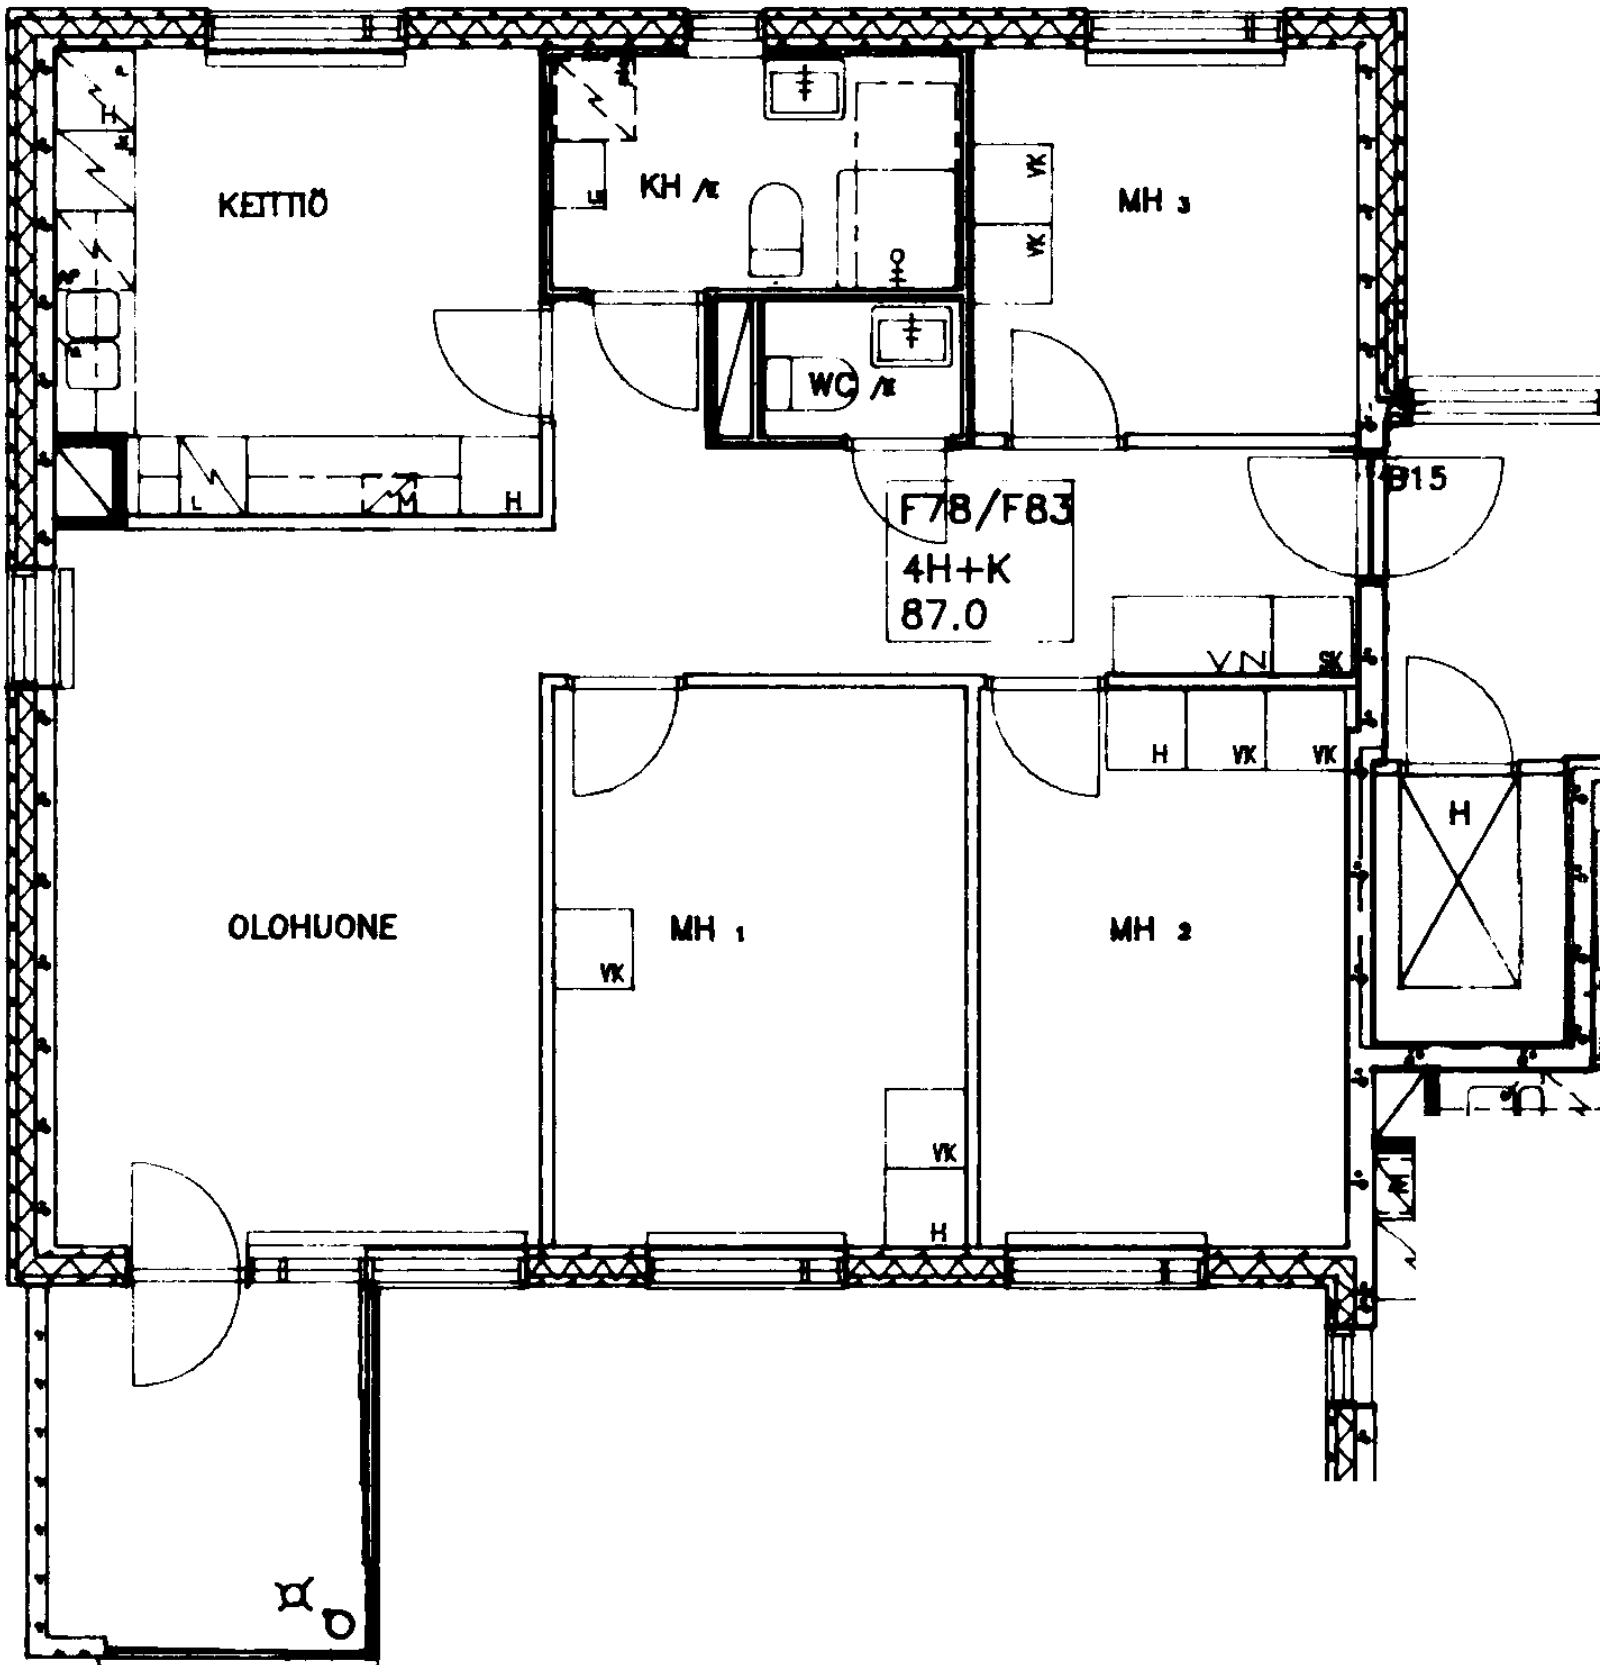 H
KEITTIÖ
KH /E
MH 3
VK
VK
WC /E
L
M
H
F78/F83
4H+K
87.0
B15
VN
SK
H
VK
VK
H
OLOHUONE
MH 1
MH 2
VK
VK
H
M